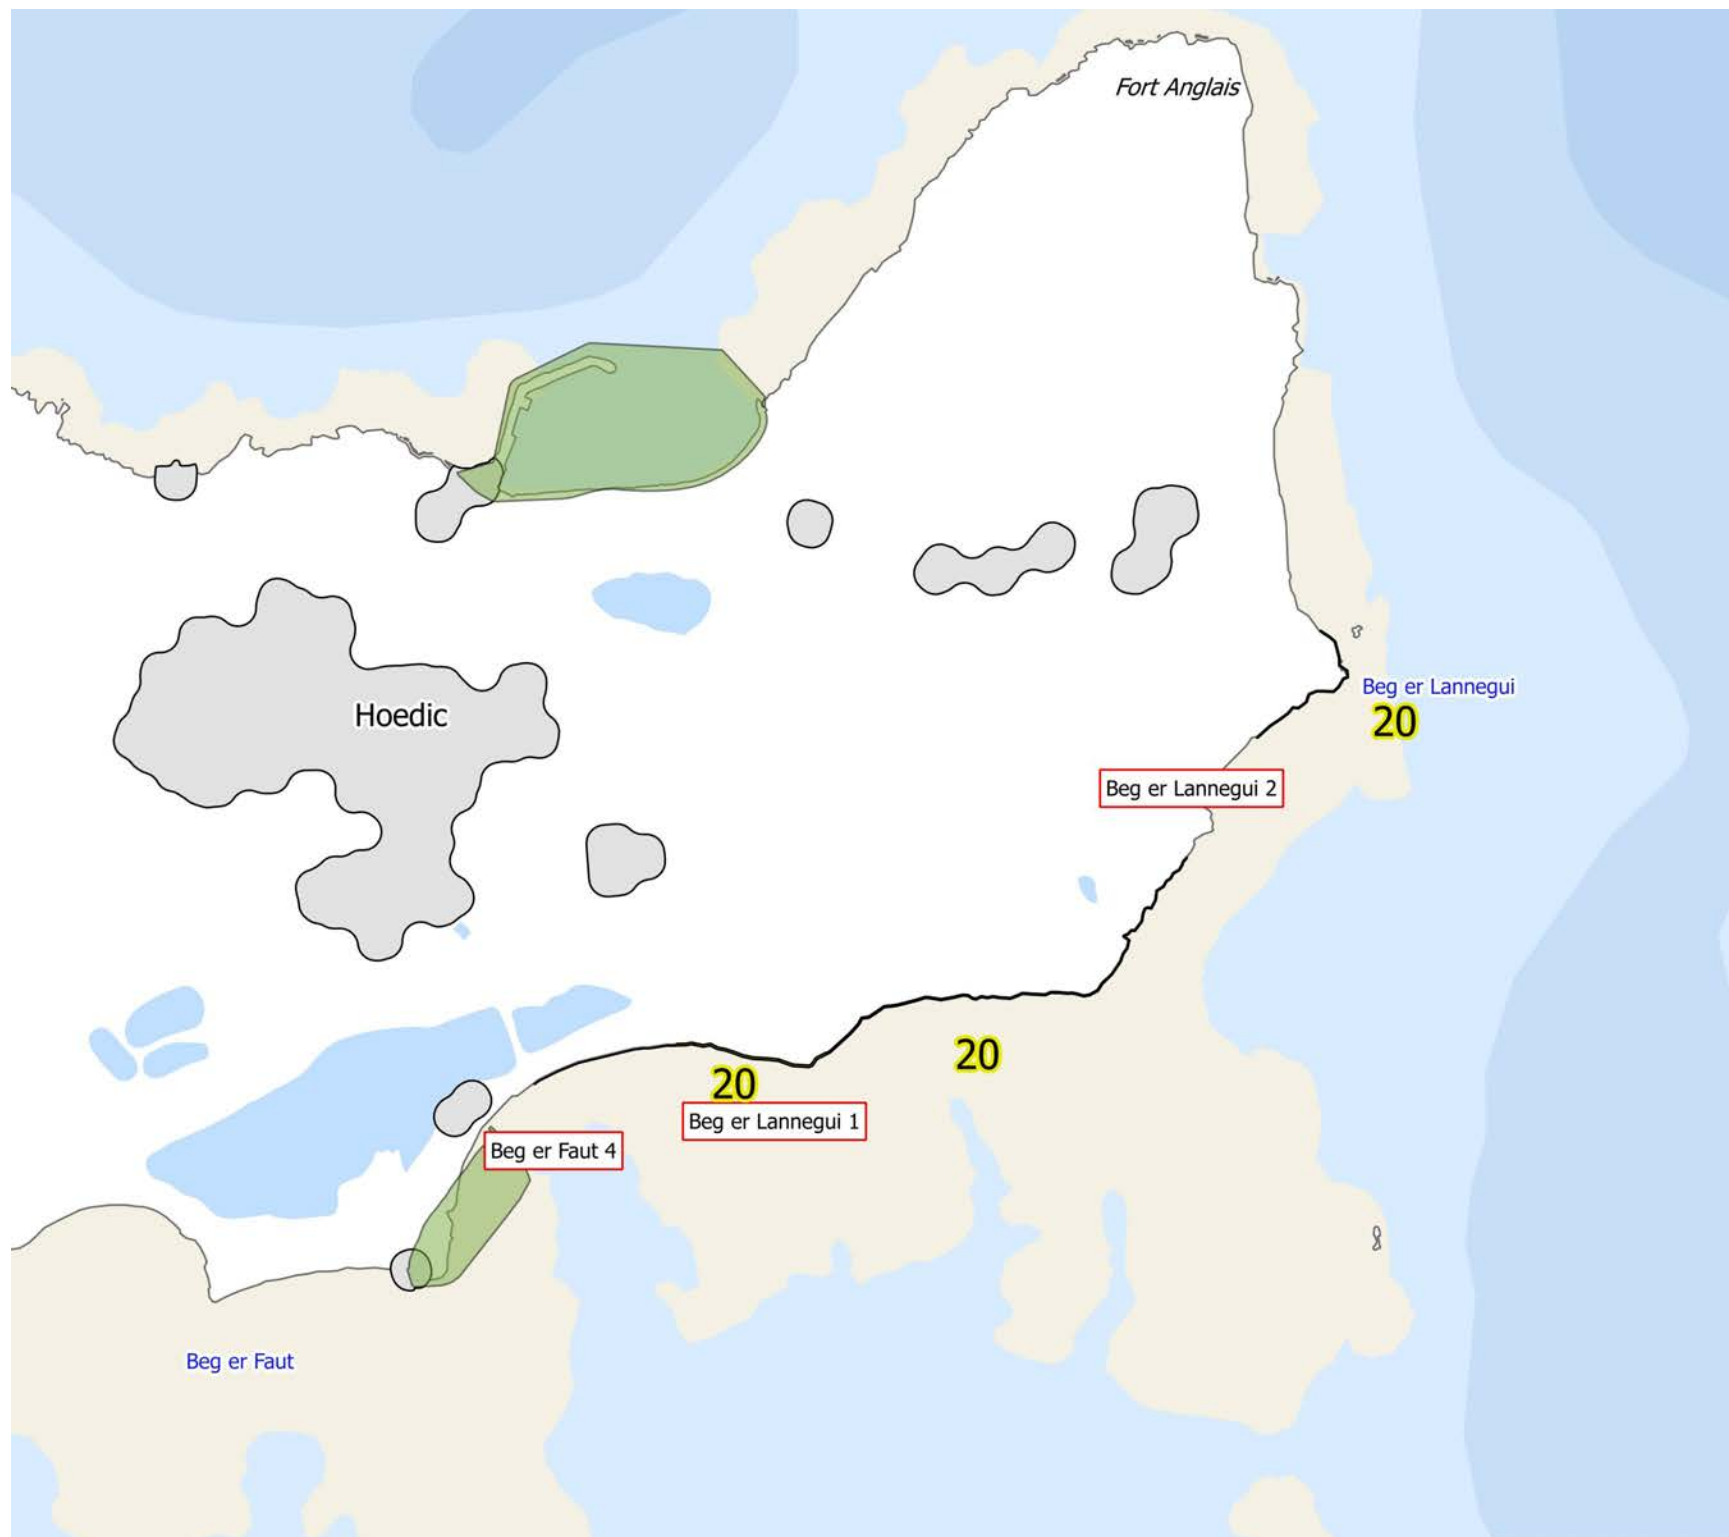 Fort Anglais
Hoedic
Beg er Lannegui
20
Beg er Lannegui 2
20
20
Beg er Lannegui 1
Beg er Faut 4
Beg er Faut